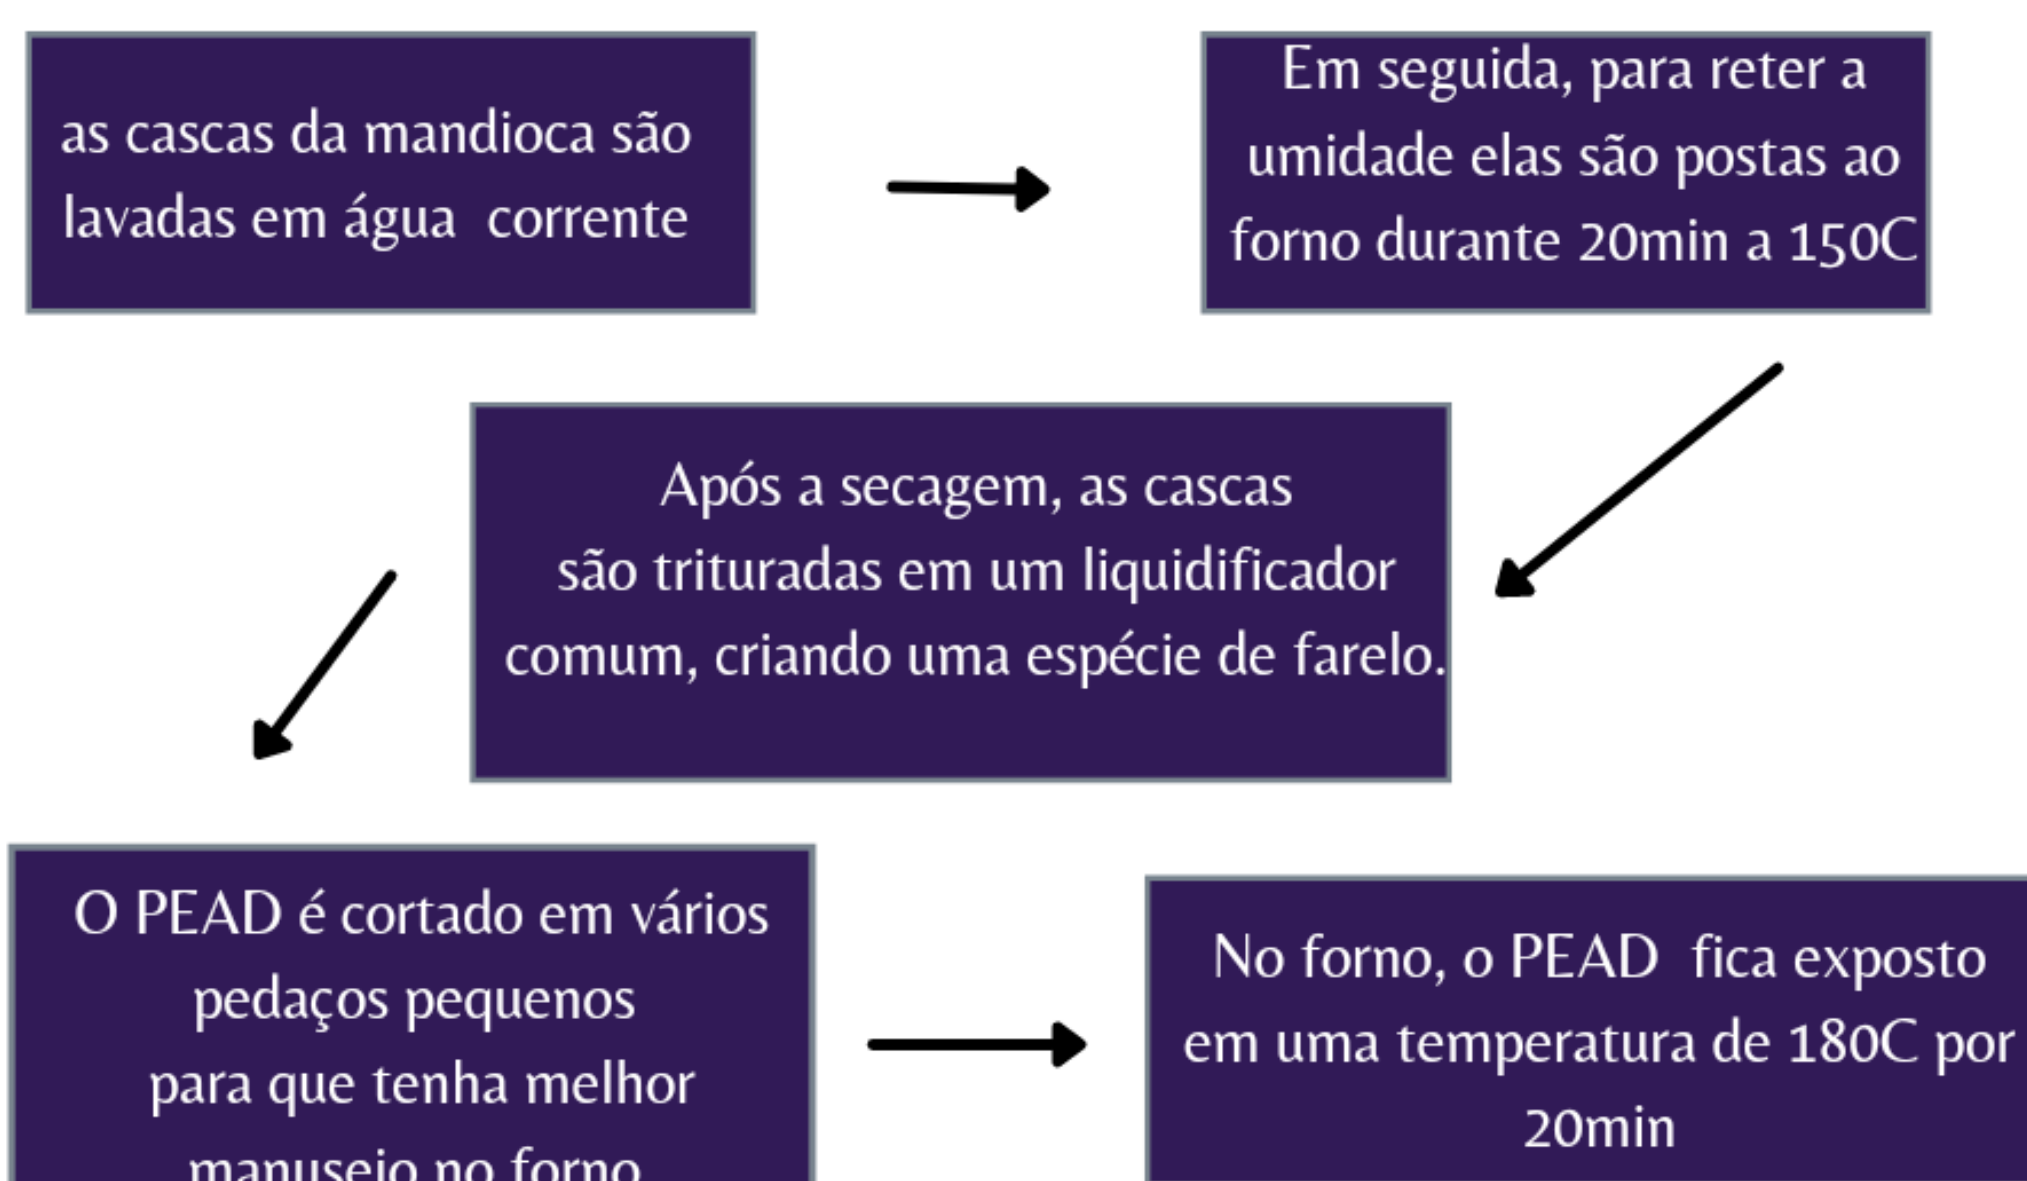 as cascas da mandioca são
lavadas em água corrente
Em seguida, para reter a
umidade elas são postas ao
forno durante 20min a 150C
Após a secagem, as cascas
são trituradas em um liquidificador
comum, criando uma espécie de farelo.
O PEAD é cortado em vários
pedaços pequenos
para que tenha melhor
manuseio no forno
No forno, o PEAD fica exposto
em uma temperatura de 180C por
20min